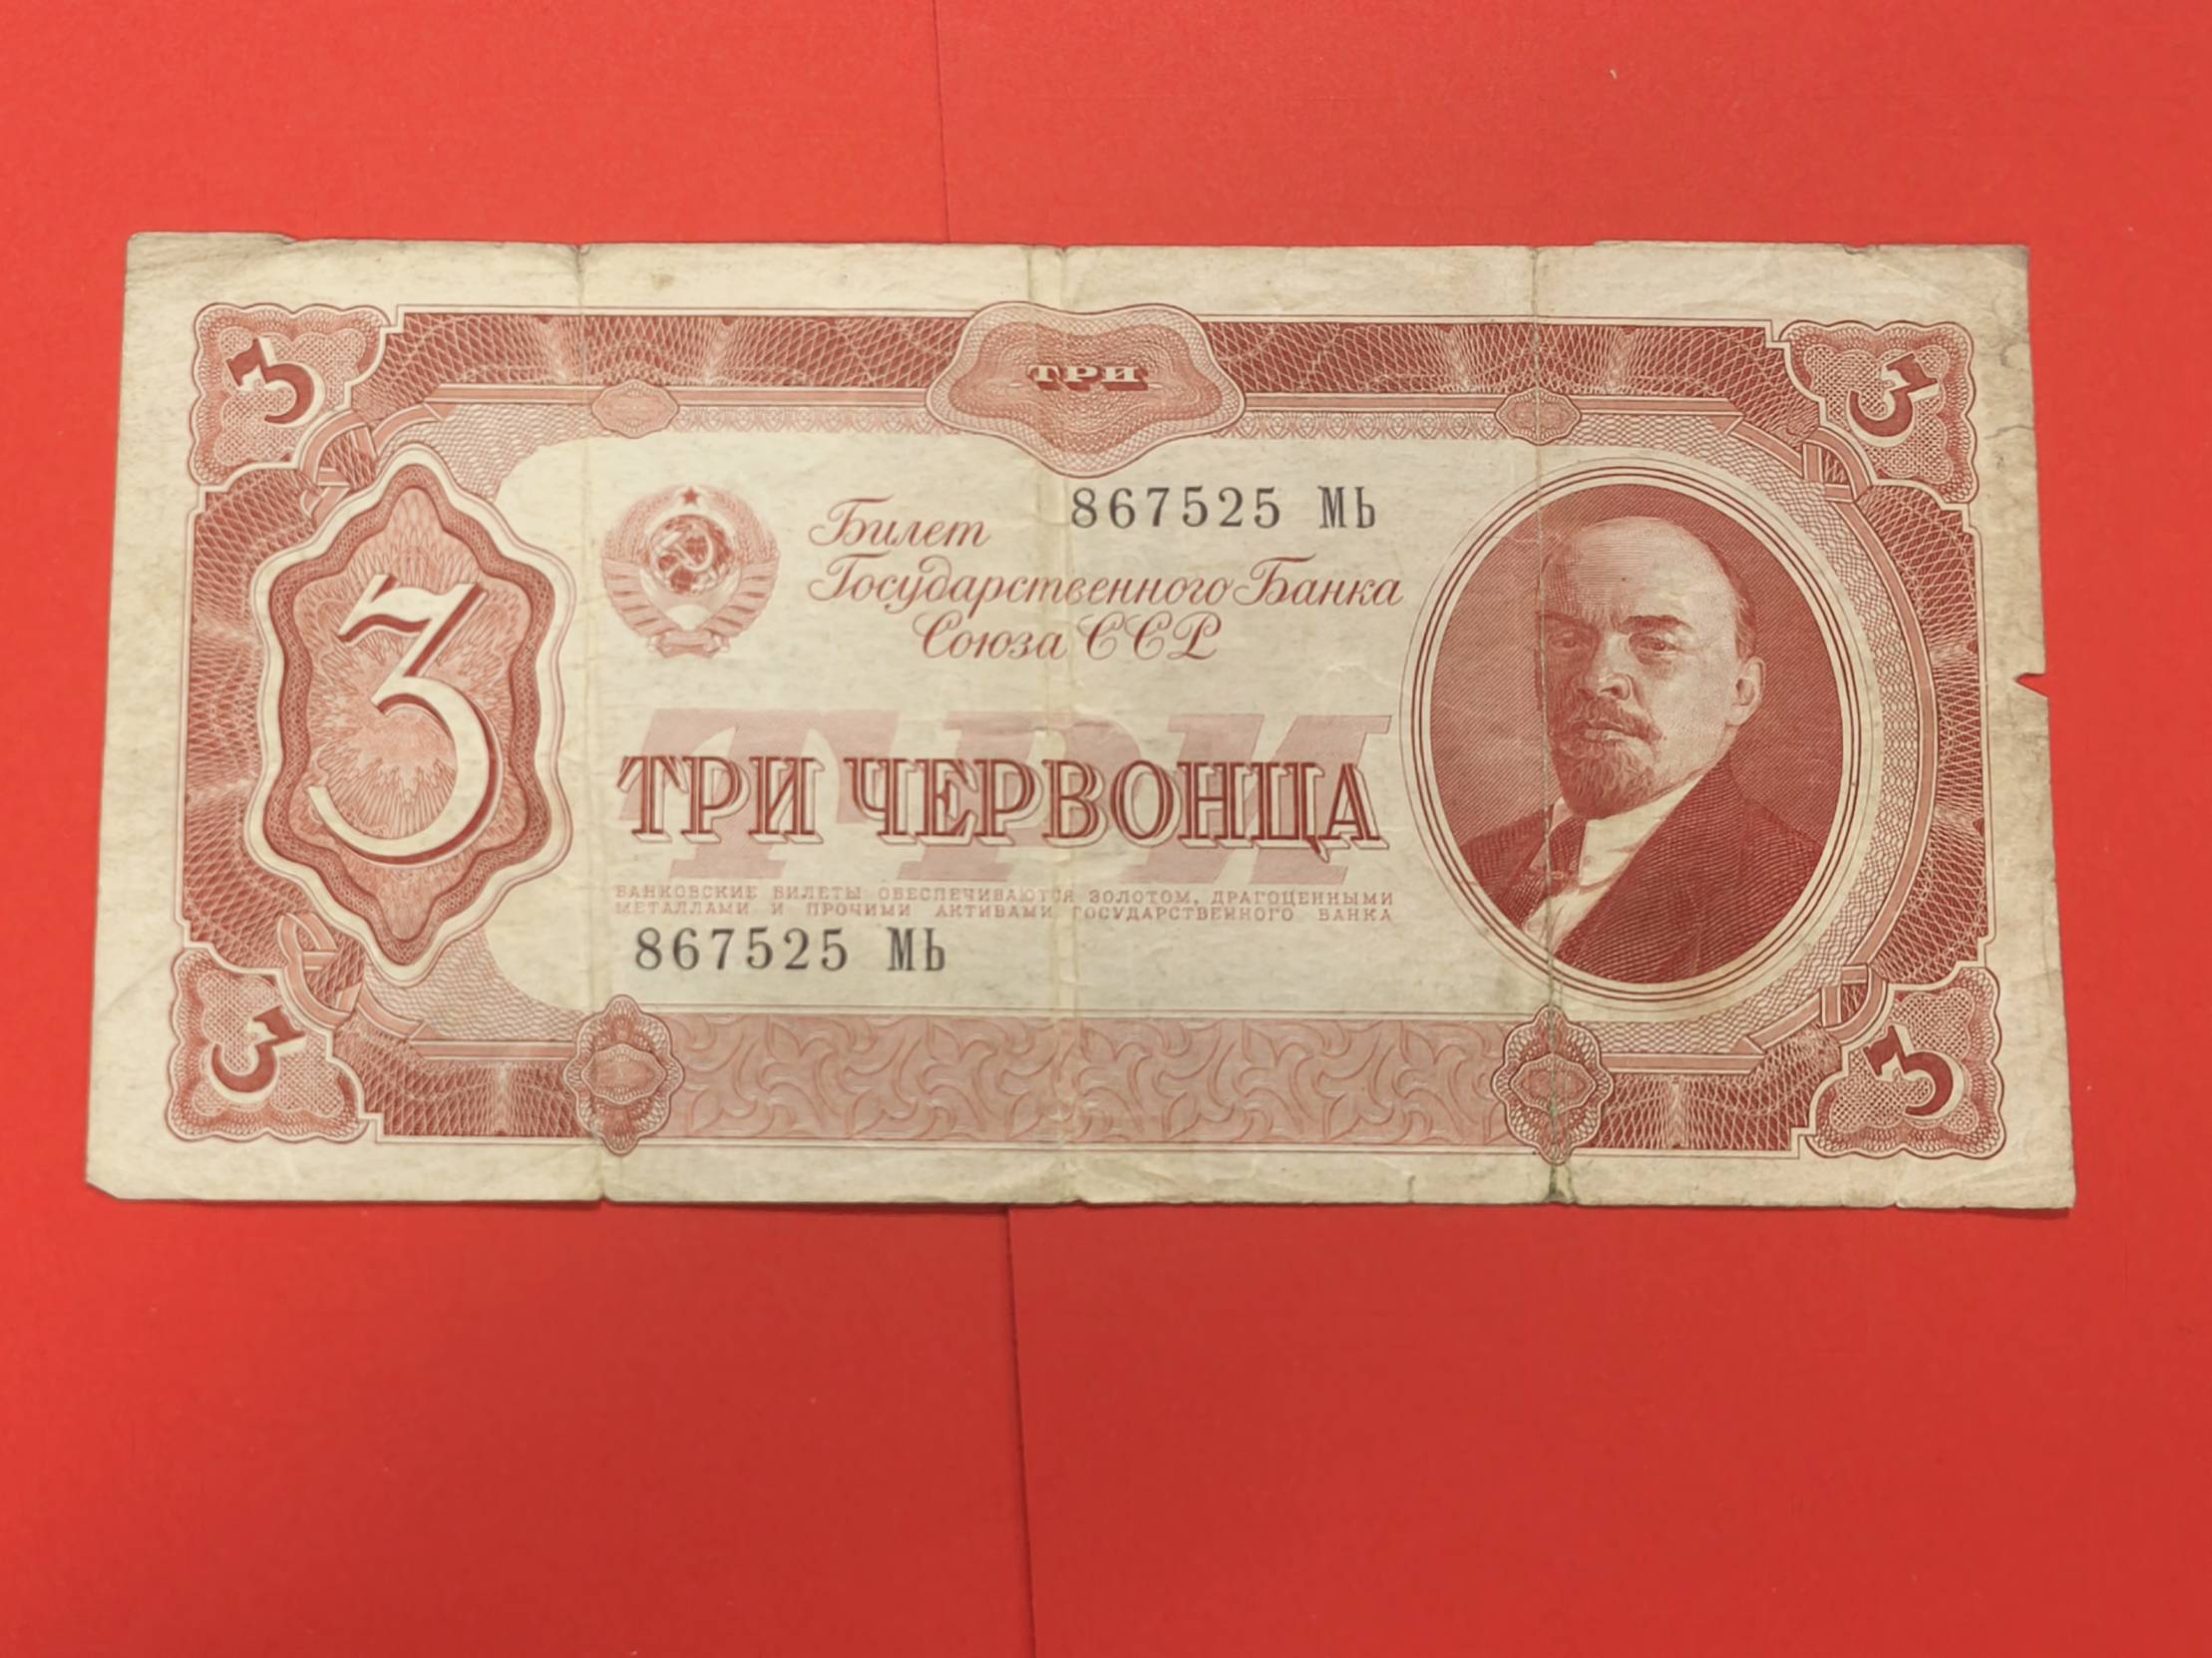 3
ТРИ
3
867525 МЬ
Билет
Государственного Банка
Союза ССР
3
ТРИ
ТРИ ЧЕРВОНЦА
БАНКОВСКИЕ БИЛЕТЫ ОБЕСПЕЧИВАЮТСЯ ЗОЛОТОМ, ДРАГОЦЕННЫМИ
МЕТАЛЛАМИ И ПРОЧИМИ АКТИВАМИ ГОСУДАРСТВЕННОГО БАНКА
867525 МЬ
3
3